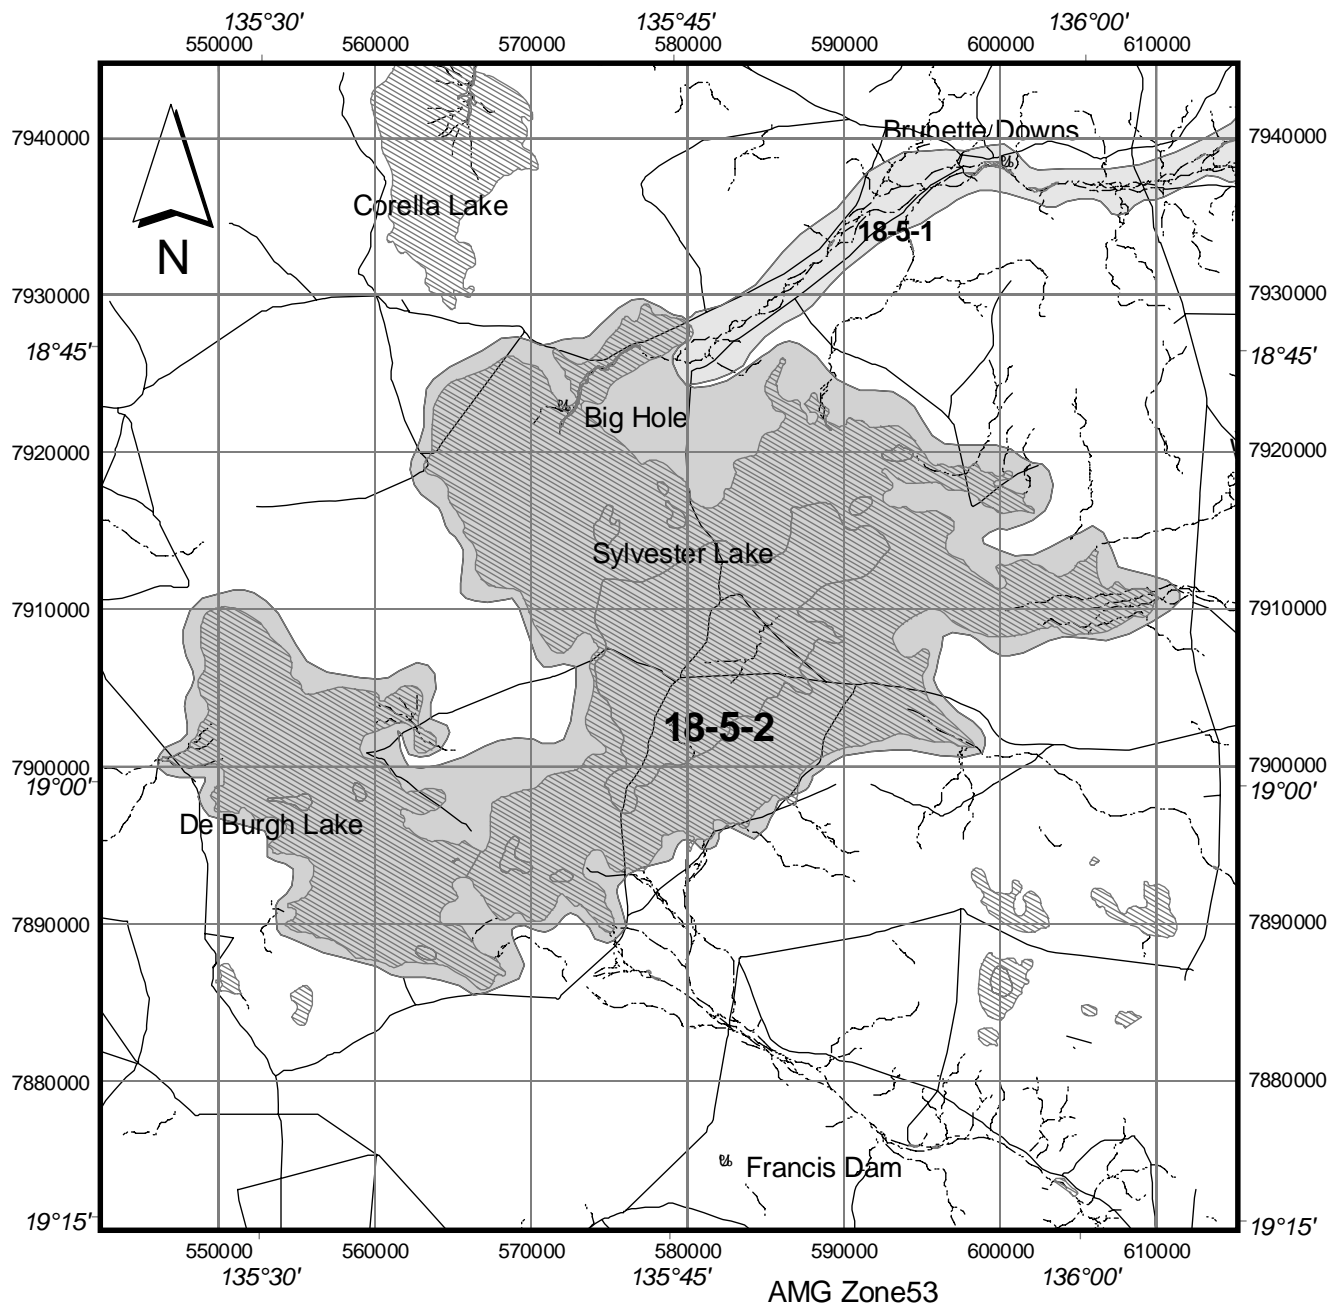 135°30' 135°45' 136°00'
550000 560000 570000 580000 590000 600000 610000
7940000 Brunette Downs 7940000
Corella Lake
18-5-1
N
7930000 7930000
18°45' 18°45'
Big Hole
7920000 7920000
Sylvester Lake
7910000 7910000
18-5-2
7900000 7900000
19°00' 19°00'
De Burgh Lake
7890000 7890000
7880000 7880000
Francis Dam
19°15' 19°15'
550000 560000 570000 580000 590000 600000 610000
135°30' 135°45' 136°00'
AMG Zone53